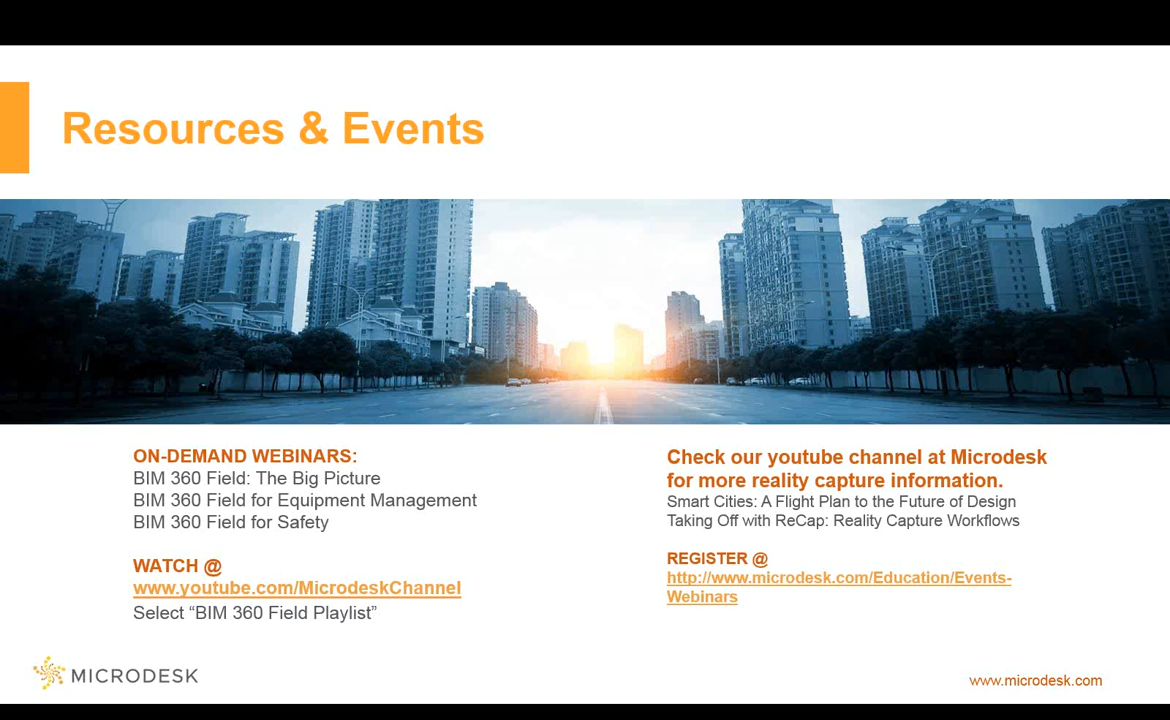 Resources & Events
ON-DEMAND WEBINARS:
BIM 360 Field: The Big Picture
BIM 360 Field for Equipment Management
BIM 360 Field for Safety
WATCH @
www.youtube.com/MicrodeskChannel
Select “BIM 360 Field Playlist”
Check our youtube channel at Microdesk
for more reality capture information.
Smart Cities: A Flight Plan to the Future of Design
Taking Off with ReCap: Reality Capture Workflows
REGISTER @
http://www.microdesk.com/Education/Events-
Webinars
MICRODESK
www.microdesk.com